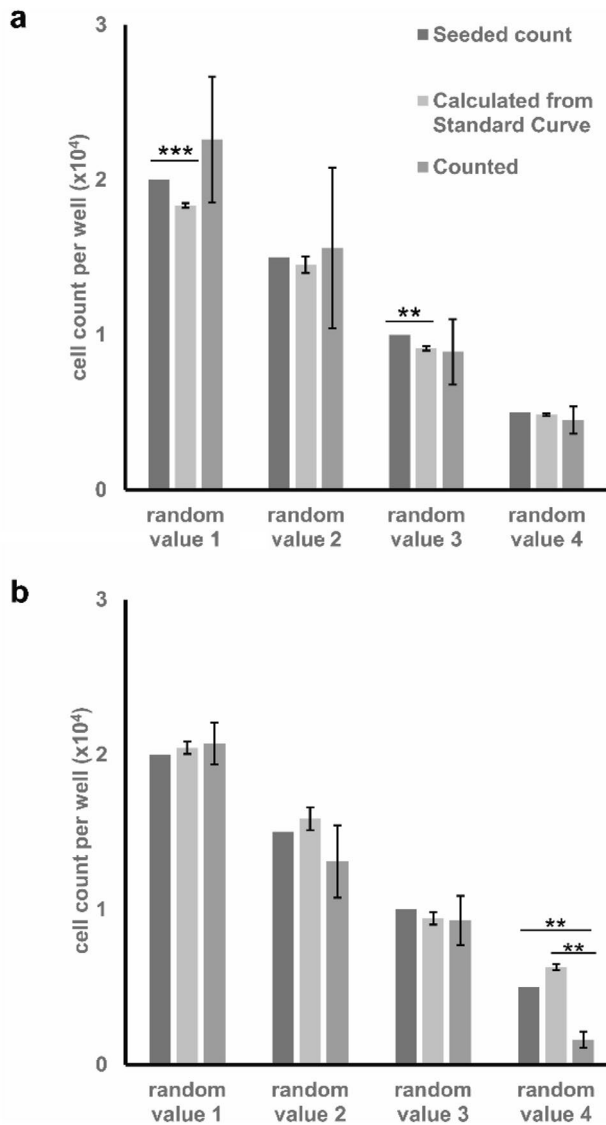 a
3
2
1
0
cell count per well (x10⁴)
Seeded count
Calculated from
Standard Curve
Counted
***
**
random
value 1
random
value 2
random
value 3
random
value 4
b
3
2
1
0
cell count per well (x10⁴)
**
**
random
value 1
random
value 2
random
value 3
random
value 4